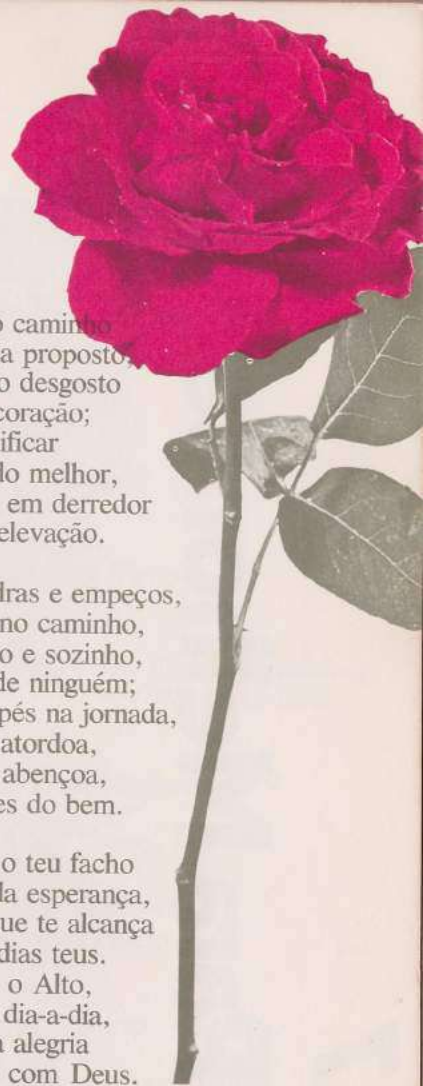 o caminho
a proposto,
o desgosto
coração;
ificar
do melhor,
em derredor
elevação.
dras e empeços,
no caminho,
o e sozinho,
de ninguém;
pés na jornada,
atordoa,
abençoa,
es do bem.
o teu facho
da esperança,
que te alcança
dias teus.
o Alto,
dia-a-dia,
a alegria
com Deus.